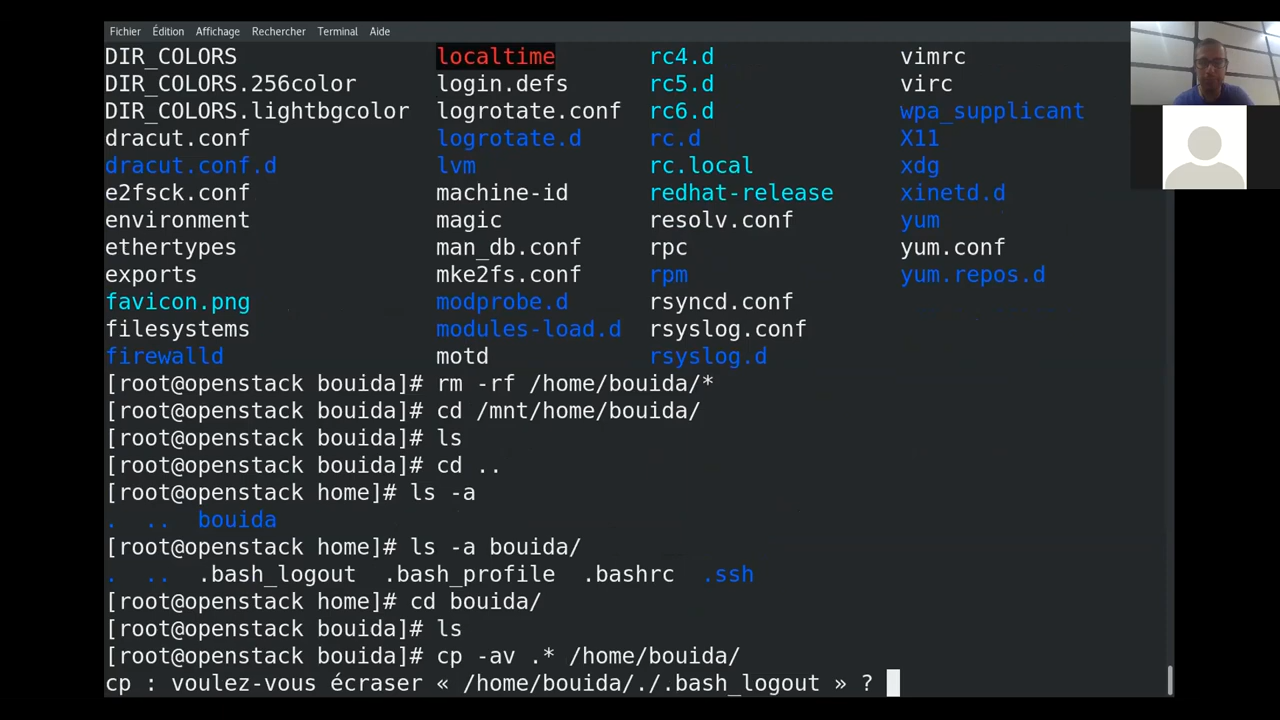 Fichier Édition Affichage Rechercher Terminal Aide
DIR_COLORS localtime rc4.d vimrc
DIR_COLORS.256color login.defs rc5.d virc
DIR_COLORS.lightbgcolor logrotate.conf rc6.d wpa_supplicant
dracut.conf logrotate.d rc.d X11
dracut.conf.d lvm rc.local xdg
e2fsck.conf machine-id redhat-release xinetd.d
environment magic resolv.conf yum
ethertypes man_db.conf rpc yum.conf
exports mke2fs.conf rpm yum.repos.d
favicon.png modprobe.d rsyncd.conf
filesystems modules-load.d rsyslog.conf
firewalld motd rsyslog.d
[root@openstack bouida]# rm -rf /home/bouida/*
[root@openstack bouida]# cd /mnt/home/bouida/
[root@openstack bouida]# ls
[root@openstack bouida]# cd ..
[root@openstack home]# ls -a
. .. bouida
[root@openstack home]# ls -a bouida/
. .. .bash_logout .bash_profile .bashrc .ssh
[root@openstack home]# cd bouida/
[root@openstack bouida]# ls
[root@openstack bouida]# cp -av .* /home/bouida/
cp : voulez-vous écraser « /home/bouida/./.bash_logout » ?